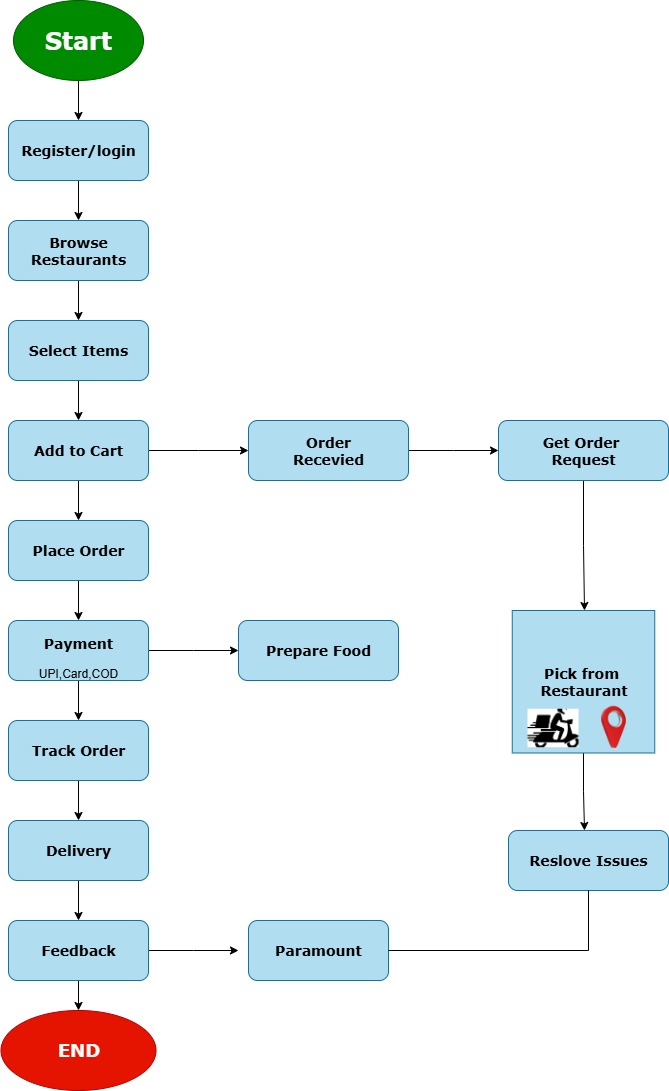 Start
Register/login
Browse
Restaurants
Select Items
Add to Cart
Order
Recevied
Get Order
Request
Place Order
Payment
UPI,Card,COD
Prepare Food
Pick from
Restaurant
Track Order
Delivery
Reslove Issues
Feedback
Paramount
END